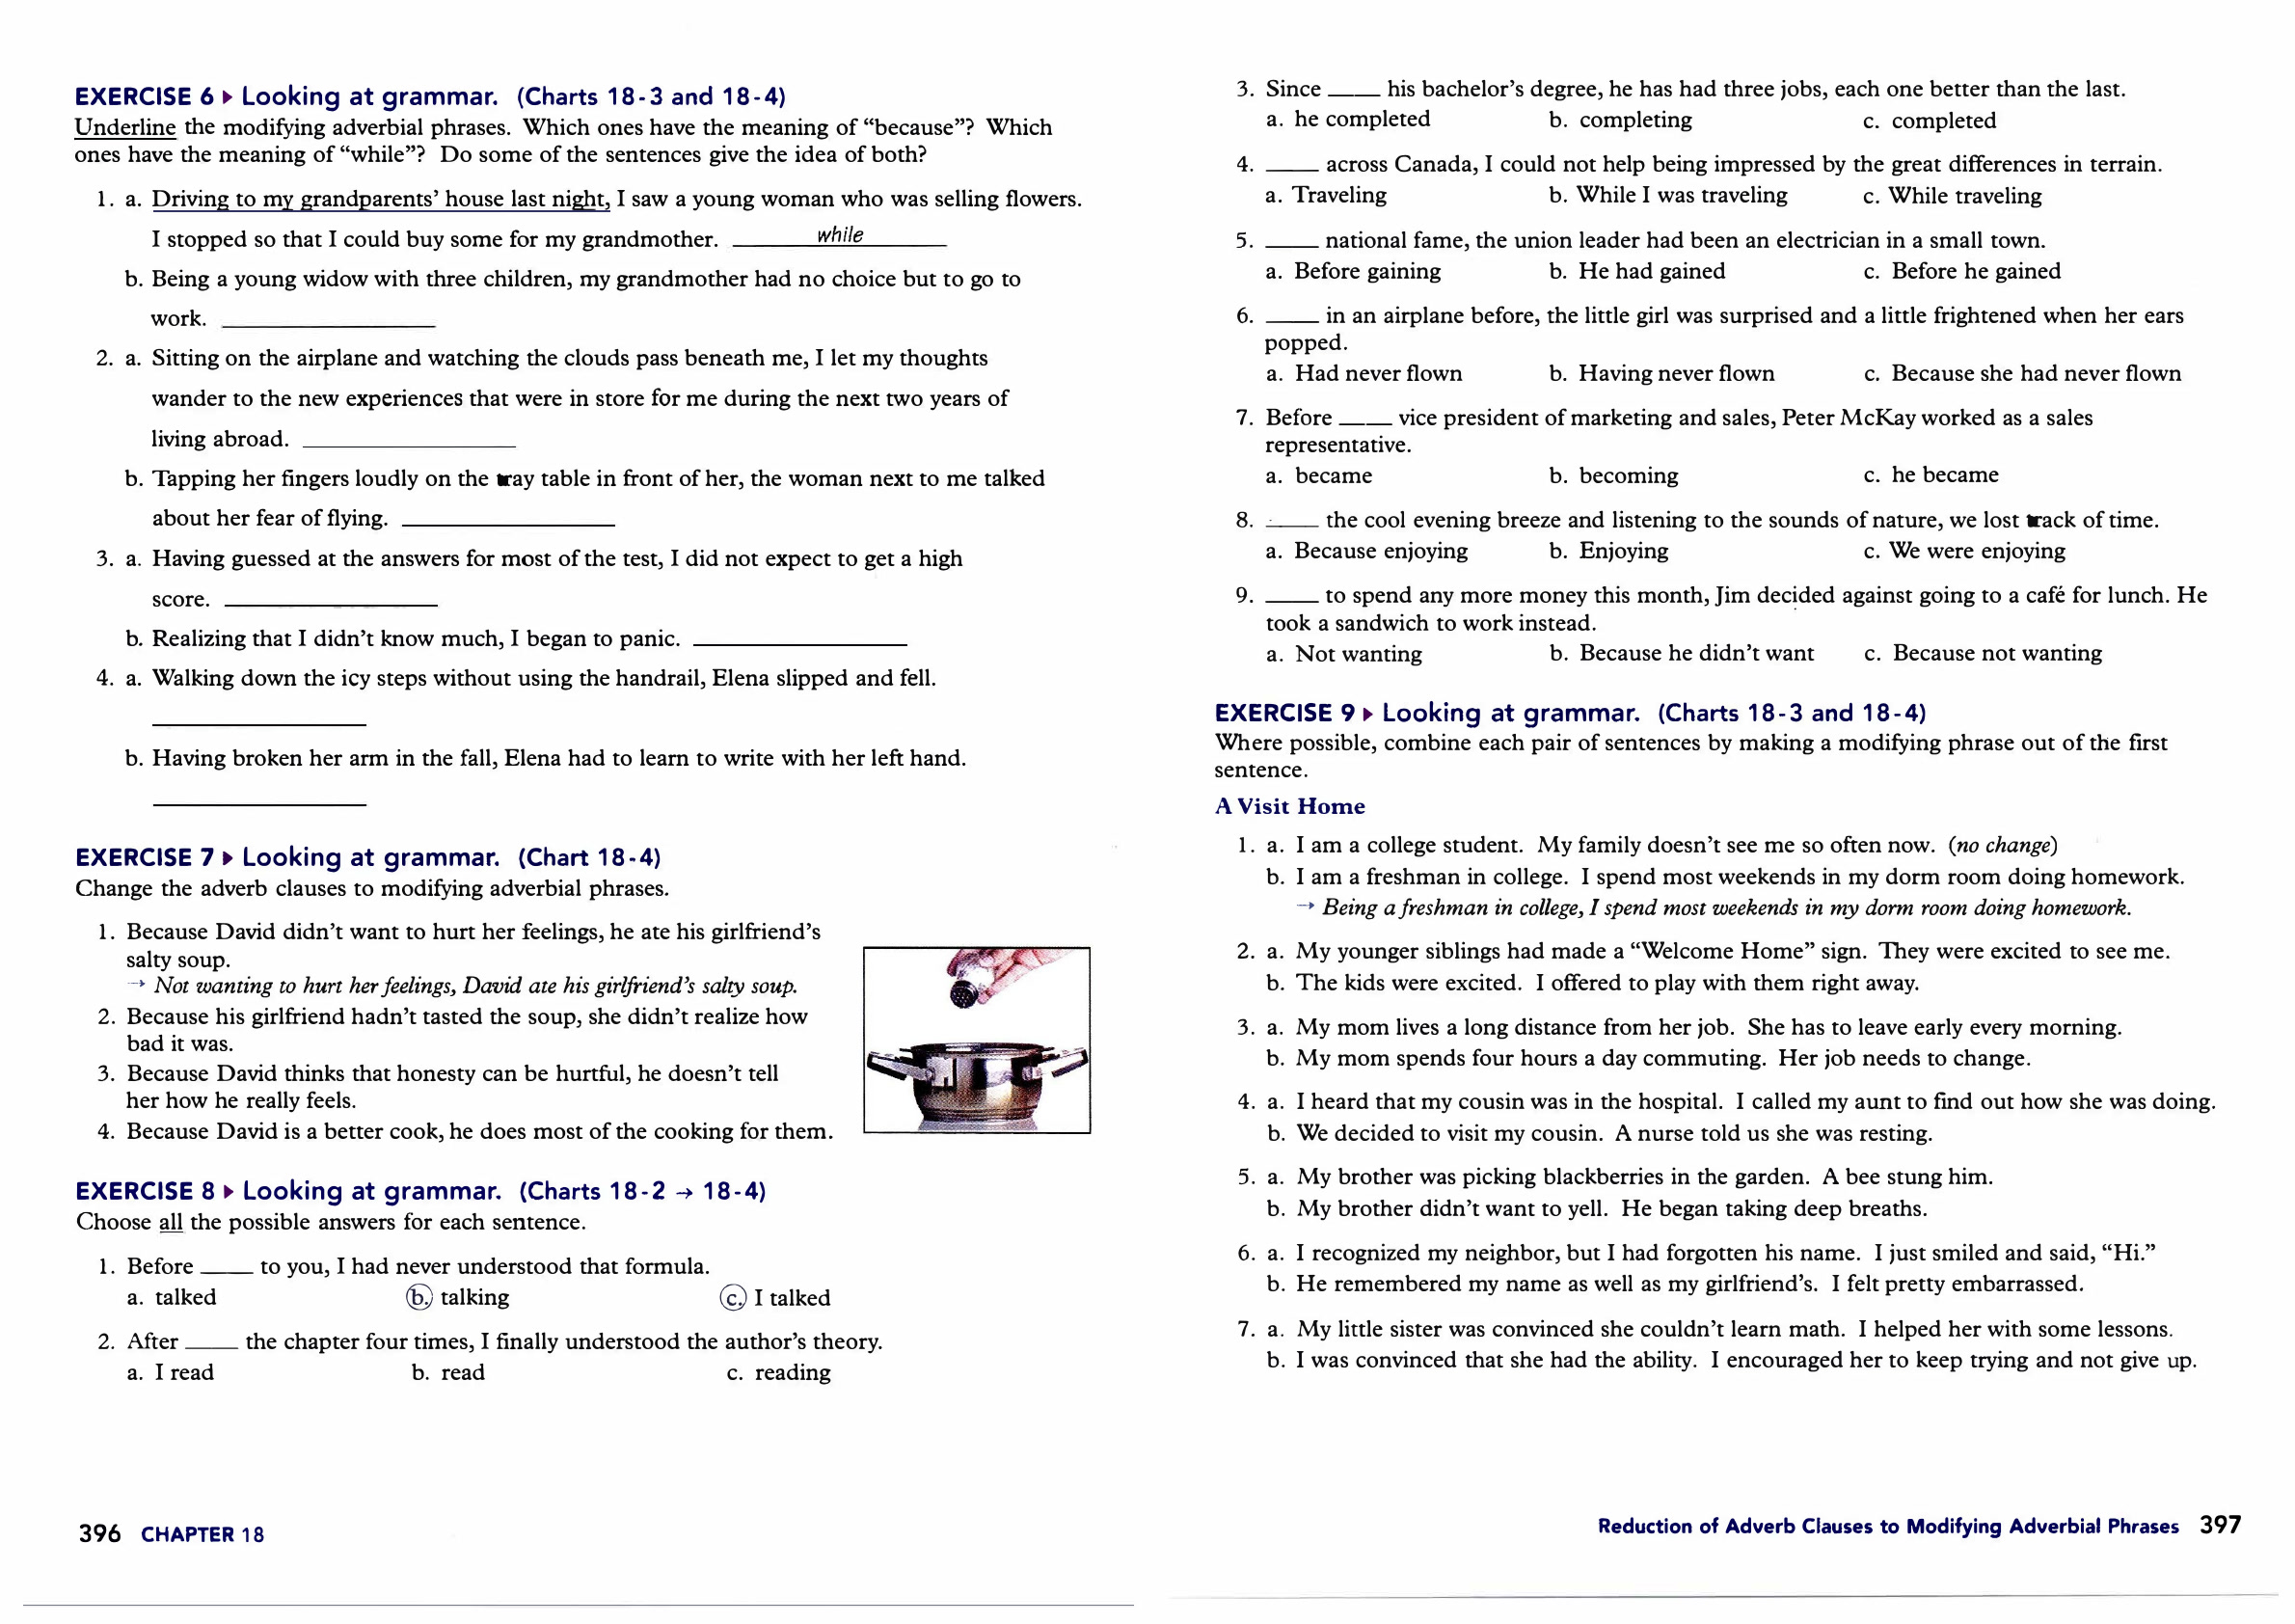 EXERCISE 6 ▸ Looking at grammar. (Charts 18-3 and 18-4)
Underline the modifying adverbial phrases. Which ones have the meaning of “because”? Which
ones have the meaning of “while”? Do some of the sentences give the idea of both?
1. a. Driving to my grandparents’ house last night, I saw a young woman who was selling flowers.
I stopped so that I could buy some for my grandmother. ______while______
b. Being a young widow with three children, my grandmother had no choice but to go to
work. ____________
2. a. Sitting on the airplane and watching the clouds pass beneath me, I let my thoughts
wander to the new experiences that were in store for me during the next two years of
living abroad. ____________
b. Tapping her fingers loudly on the tray table in front of her, the woman next to me talked
about her fear of flying. ____________
3. a. Having guessed at the answers for most of the test, I did not expect to get a high
score. ____________
b. Realizing that I didn’t know much, I began to panic. ____________
4. a. Walking down the icy steps without using the handrail, Elena slipped and fell.
____________
b. Having broken her arm in the fall, Elena had to learn to write with her left hand.
____________
EXERCISE 7 ▸ Looking at grammar. (Chart 18-4)
Change the adverb clauses to modifying adverbial phrases.
1. Because David didn’t want to hurt her feelings, he ate his girlfriend’s
salty soup.
→ Not wanting to hurt her feelings, David ate his girlfriend’s salty soup.
2. Because his girlfriend hadn’t tasted the soup, she didn’t realize how
bad it was.
3. Because David thinks that honesty can be hurtful, he doesn’t tell
her how he really feels.
4. Because David is a better cook, he does most of the cooking for them.
EXERCISE 8 ▸ Looking at grammar. (Charts 18-2 → 18-4)
Choose all the possible answers for each sentence.
1. Before ____ to you, I had never understood that formula.
a. talked b. talking c. I talked
2. After ____ the chapter four times, I finally understood the author’s theory.
a. I read b. read c. reading
396 CHAPTER 18
3. Since ____ his bachelor’s degree, he has had three jobs, each one better than the last.
a. he completed b. completing c. completed
4. ____ across Canada, I could not help being impressed by the great differences in terrain.
a. Traveling b. While I was traveling c. While traveling
5. ____ national fame, the union leader had been an electrician in a small town.
a. Before gaining b. He had gained c. Before he gained
6. ____ in an airplane before, the little girl was surprised and a little frightened when her ears
popped.
a. Had never flown b. Having never flown c. Because she had never flown
7. Before ____ vice president of marketing and sales, Peter McKay worked as a sales
representative.
a. became b. becoming c. he became
8. ____ the cool evening breeze and listening to the sounds of nature, we lost track of time.
a. Because enjoying b. Enjoying c. We were enjoying
9. ____ to spend any more money this month, Jim decided against going to a café for lunch. He
took a sandwich to work instead.
a. Not wanting b. Because he didn’t want c. Because not wanting
EXERCISE 9 ▸ Looking at grammar. (Charts 18-3 and 18-4)
Where possible, combine each pair of sentences by making a modifying phrase out of the first
sentence.
A Visit Home
1. a. I am a college student. My family doesn’t see me so often now. (no change)
b. I am a freshman in college. I spend most weekends in my dorm room doing homework.
→ Being a freshman in college, I spend most weekends in my dorm room doing homework.
2. a. My younger siblings had made a “Welcome Home” sign. They were excited to see me.
b. The kids were excited. I offered to play with them right away.
3. a. My mom lives a long distance from her job. She has to leave early every morning.
b. My mom spends four hours a day commuting. Her job needs to change.
4. a. I heard that my cousin was in the hospital. I called my aunt to find out how she was doing.
b. We decided to visit my cousin. A nurse told us she was resting.
5. a. My brother was picking blackberries in the garden. A bee stung him.
b. My brother didn’t want to yell. He began taking deep breaths.
6. a. I recognized my neighbor, but I had forgotten his name. I just smiled and said, “Hi.”
b. He remembered my name as well as my girlfriend’s. I felt pretty embarrassed.
7. a. My little sister was convinced she couldn’t learn math. I helped her with some lessons.
b. I was convinced that she had the ability. I encouraged her to keep trying and not give up.
Reduction of Adverb Clauses to Modifying Adverbial Phrases 397